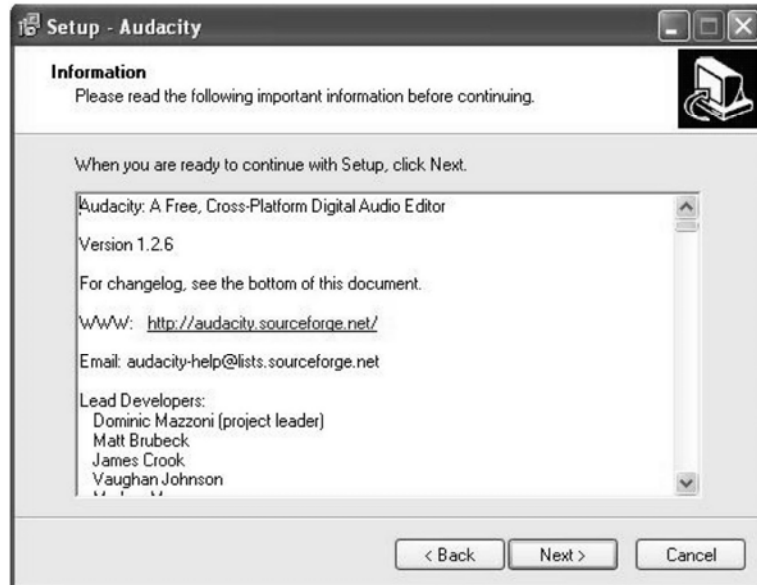 Setup - Audacity
Information
Please read the following important information before continuing.
When you are ready to continue with Setup, click Next.
Audacity: A Free, Cross-Platform Digital Audio Editor
Version 1.2.6
For changelog, see the bottom of this document.
WWW: http://audacity.sourceforge.net/
Email: audacity-help@lists.sourceforge.net
Lead Developers:
Dominic Mazzoni (project leader)
Matt Brubeck
James Crook
Vaughan Johnson
< Back Next > Cancel